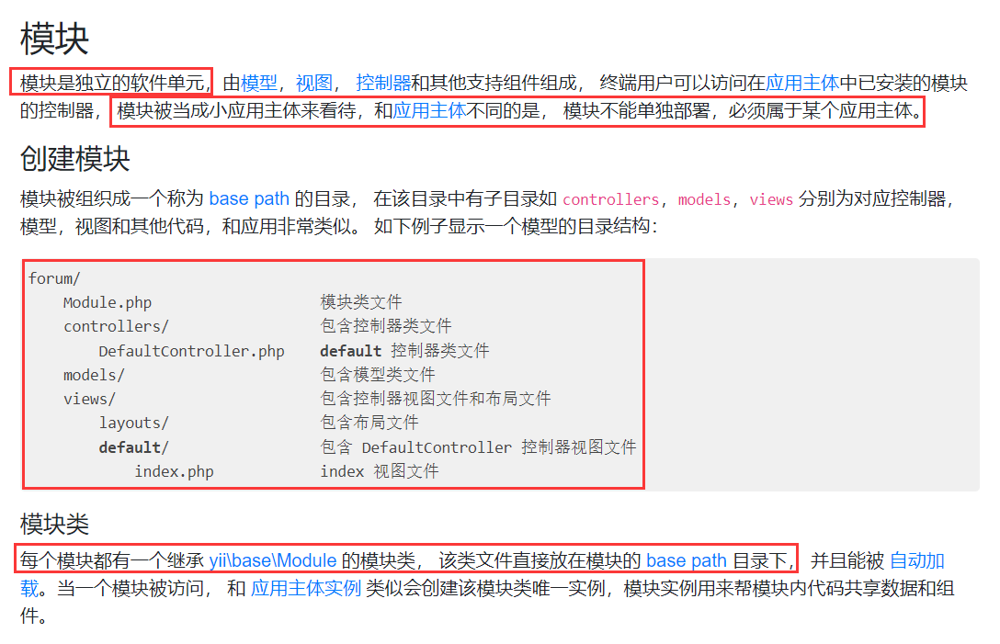 模块
模块是独立的软件单元，由模型，视图， 控制器和其他支持组件组成， 终端用户可以访问在应用主体中已安装的模块
的控制器， 模块被当成小应用主体来看待，和应用主体不同的是， 模块不能单独部署，必须属于某个应用主体。
创建模块
模块被组织成一个称为 base path 的目录， 在该目录中有子目录如 controllers，models，views 分别为对应控制器，
模型，视图和其他代码，和应用非常类似。 如下例子显示一个模型的目录结构：
forum/
Module.php 模块类文件
controllers/ 包含控制器类文件
DefaultController.php default 控制器类文件
models/ 包含模型类文件
views/ 包含控制器视图文件和布局文件
layouts/ 包含布局文件
default/ 包含 DefaultController 控制器视图文件
index.php index 视图文件
模块类
每个模块都有一个继承 yii\base\Module 的模块类， 该类文件直接放在模块的 base path 目录下， 并且能被 自动加
载。当一个模块被访问， 和 应用主体实例 类似会创建该模块类唯一实例，模块实例用来帮模块内代码共享数据和组
件。